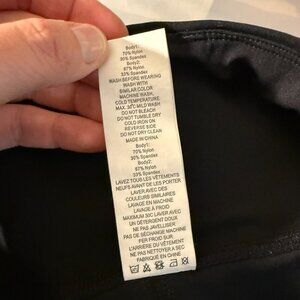 Body1:
70% Nylon
30% Spandex
Body2:
67% Nylon
33% Spandex
WASH BEFORE WEARING
WASH WITH
SIMILAR COLOR
MACHINE WASH,
COLD TEMPERATURE
MAX. 30℃ MILD WASH
DO NOT BLEACH
DO NOT TUMBLE DRY
COLD IRON ON
REVERSE SIDE
DO NOT DRY CLEAN
MADE IN CHINA
Body1:
70% Nylon
30% Spandex
Body2:
67% Nylon
33% Spandex
LAVEZ TOUS LES VÊTEMENTS
NEUFS AVANT DE LES PORTER
LAVER AVEC DES
COULEURS SIMILAIRES
LAVAGE EN MACHINE
LAVAGE À FROID
MAXIMUM 30C LAVER AVEC
UN DÉTERGENT DOUX
NE PAS JAVELLISER
PAS DE SÉCHAGE MACHINE
FER FROID SUR
L'ARRIÈRE DU VÊTEMENT
NE PAS NETTOYER A SEC
FABRIQUÉ EN CHINE